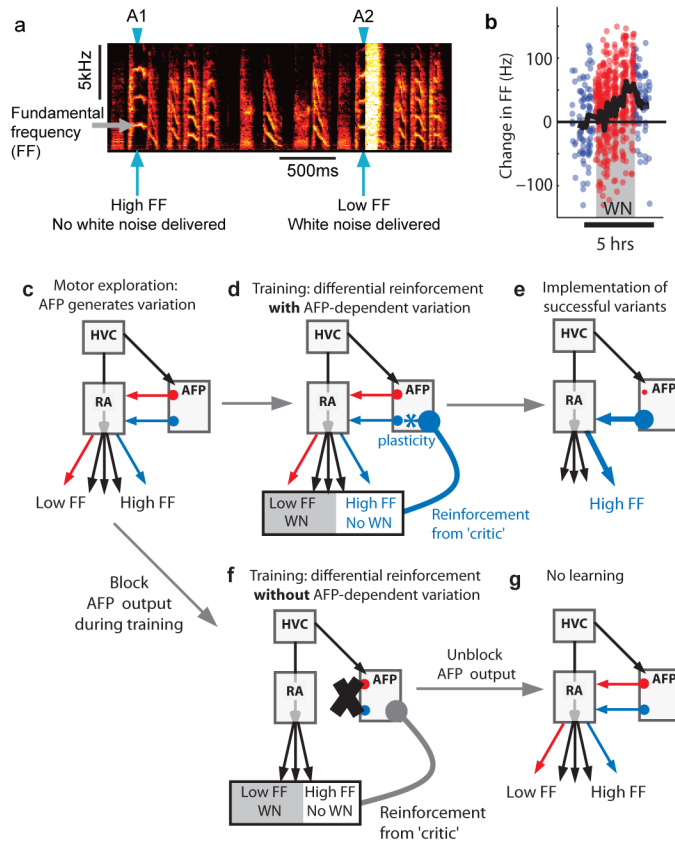 a
A1
A2
5kHz
Fundamental
frequency
(FF)
500ms
High FF
No white noise delivered
Low FF
White noise delivered
b
Change in FF (Hz)
100
0
−100
WN
5 hrs
c
Motor exploration:
AFP generates variation
HVC
AFP
RA
Low FF
High FF
d
Training: differential reinforcement
with AFP-dependent variation
HVC
AFP
RA
*
plasticity
Low FF
WN
High FF
No WN
Reinforcement
from 'critic'
e
Implementation of
successful variants
HVC
AFP
RA
High FF
Block
AFP output
during training
f
Training: differential reinforcement
without AFP-dependent variation
HVC
AFP
RA
Low FF
WN
High FF
No WN
Reinforcement
from 'critic'
Unblock
AFP output
g
No learning
HVC
AFP
RA
Low FF
High FF